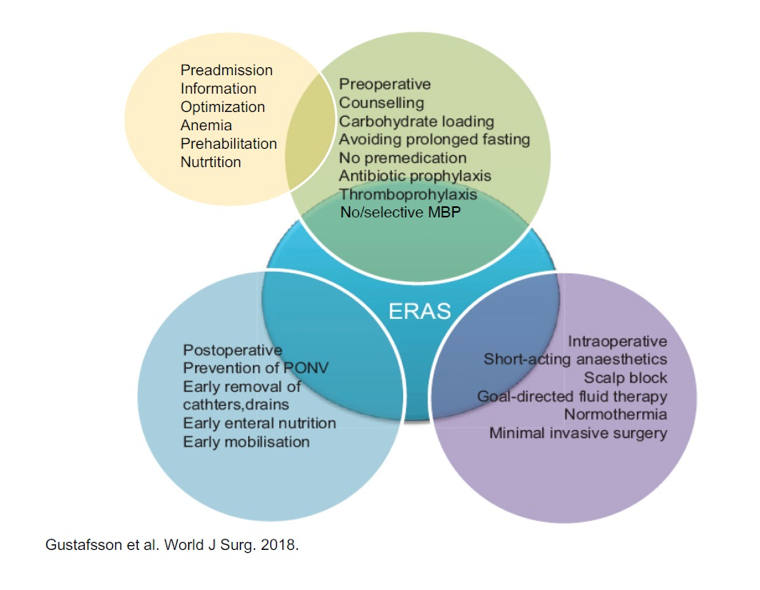 Preadmission
Information
Optimization
Anemia
Prehabilitation
Nutrtition
Preoperative
Counselling
Carbohydrate loading
Avoiding prolonged fasting
No premedication
Antibiotic prophylaxis
Thromboprohylaxis
No/selective MBP
ERAS
Postoperative
Prevention of PONV
Early removal of
cathters,drains
Early enteral nutrition
Early mobilisation
Intraoperative
Short-acting anaesthetics
Scalp block
Goal-directed fluid therapy
Normothermia
Minimal invasive surgery
Gustafsson et al. World J Surg. 2018.